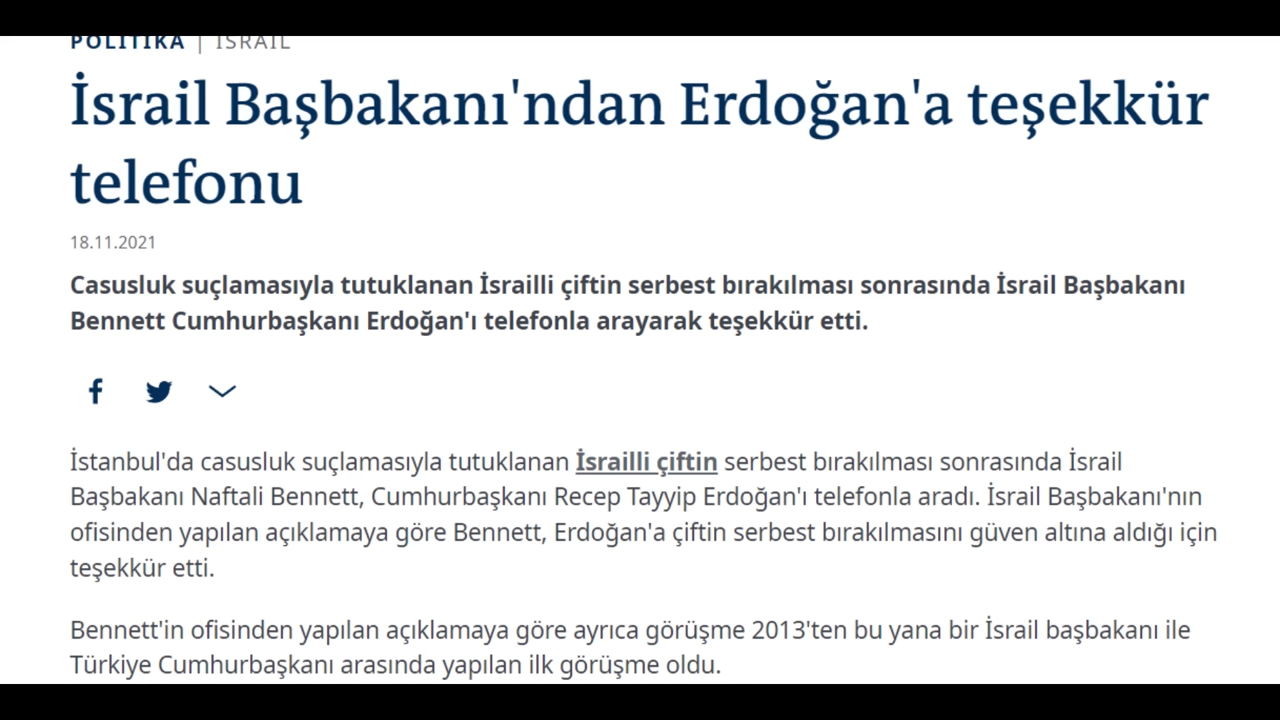 POLİTİKA | İSRAİL
İsrail Başbakanı'ndan Erdoğan'a teşekkür
telefonu
18.11.2021
Casusluk suçlamasıyla tutuklanan İsrailli çiftin serbest bırakılması sonrasında İsrail Başbakanı
Bennett Cumhurbaşkanı Erdoğan'ı telefonla arayarak teşekkür etti.
İstanbul'da casusluk suçlamasıyla tutuklanan İsrailli çiftin serbest bırakılması sonrasında İsrail
Başbakanı Naftali Bennett, Cumhurbaşkanı Recep Tayyip Erdoğan'ı telefonla aradı. İsrail Başbakanı'nın
ofisinden yapılan açıklamaya göre Bennett, Erdoğan'a çiftin serbest bırakılmasını güven altına aldığı için
teşekkür etti.
Bennett'in ofisinden yapılan açıklamaya göre ayrıca görüşme 2013'ten bu yana bir İsrail başbakanı ile
Türkiye Cumhurbaşkanı arasında yapılan ilk görüşme oldu.